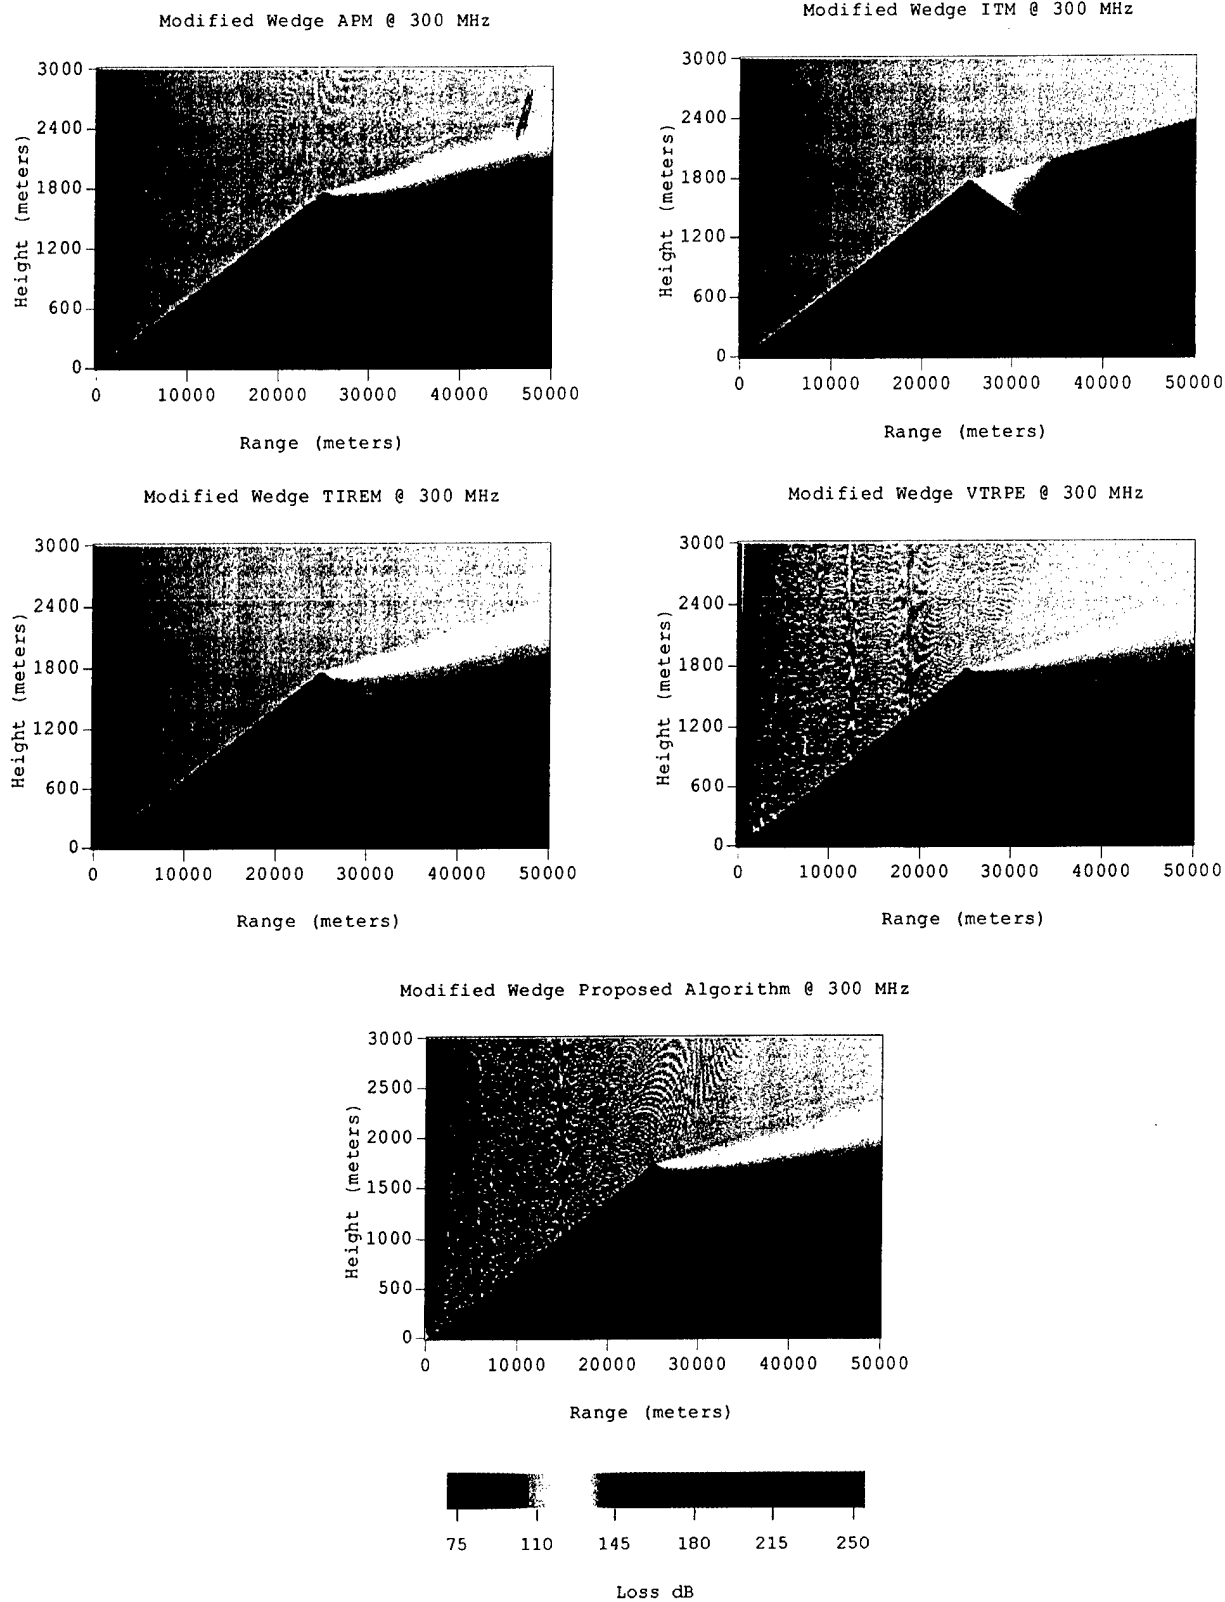 Modified Wedge APM @ 300 MHz
Modified Wedge ITM @ 300 MHz
3000
2400
1800
1200
600
0
Height (meters)
0 10000 20000 30000 40000 50000
Range (meters)
3000
2400
1800
1200
600
0
Height (meters)
0 10000 20000 30000 40000 50000
Range (meters)
Modified Wedge TIREM @ 300 MHz
Modified Wedge VTRPE @ 300 MHz
3000
2400
1800
1200
600
0
Height (meters)
0 10000 20000 30000 40000 50000
Range (meters)
3000
2400
1800
1200
600
0
Height (meters)
0 10000 20000 30000 40000 50000
Range (meters)
Modified Wedge Proposed Algorithm @ 300 MHz
3000
2500
2000
1500
1000
500
0
Height (meters)
0 10000 20000 30000 40000 50000
Range (meters)
75 110 145 180 215 250
Loss dB